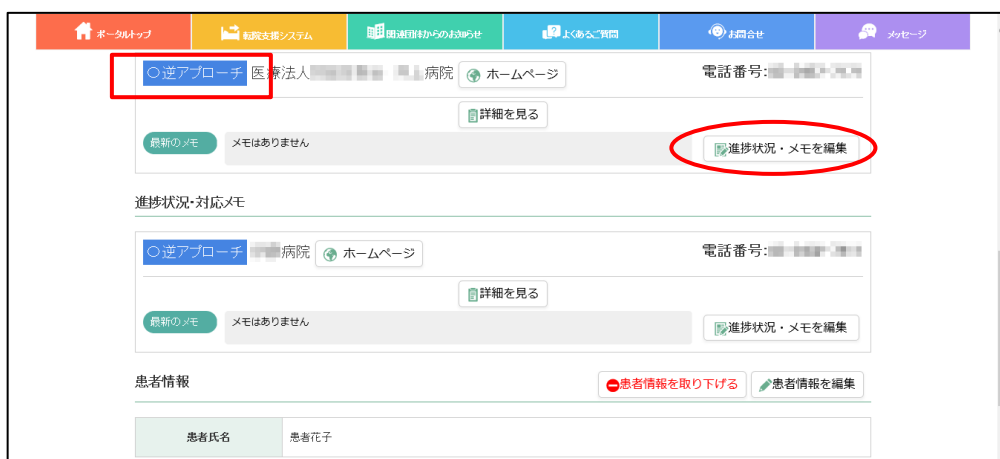 ポータルトップ 転院支援システム 関連団体からのお知らせ よくあるご質問 お問合せ メッセージ
〇逆アプローチ 医療法人 病院 ホームページ 電話番号:
詳細を見る
最新のメモ メモはありません 進捗状況・メモを編集
進捗状況・対応メモ
〇逆アプローチ 病院 ホームページ 電話番号:
詳細を見る
最新のメモ メモはありません 進捗状況・メモを編集
患者情報 患者情報を取り下げる 患者情報を編集
患者氏名 患者花子